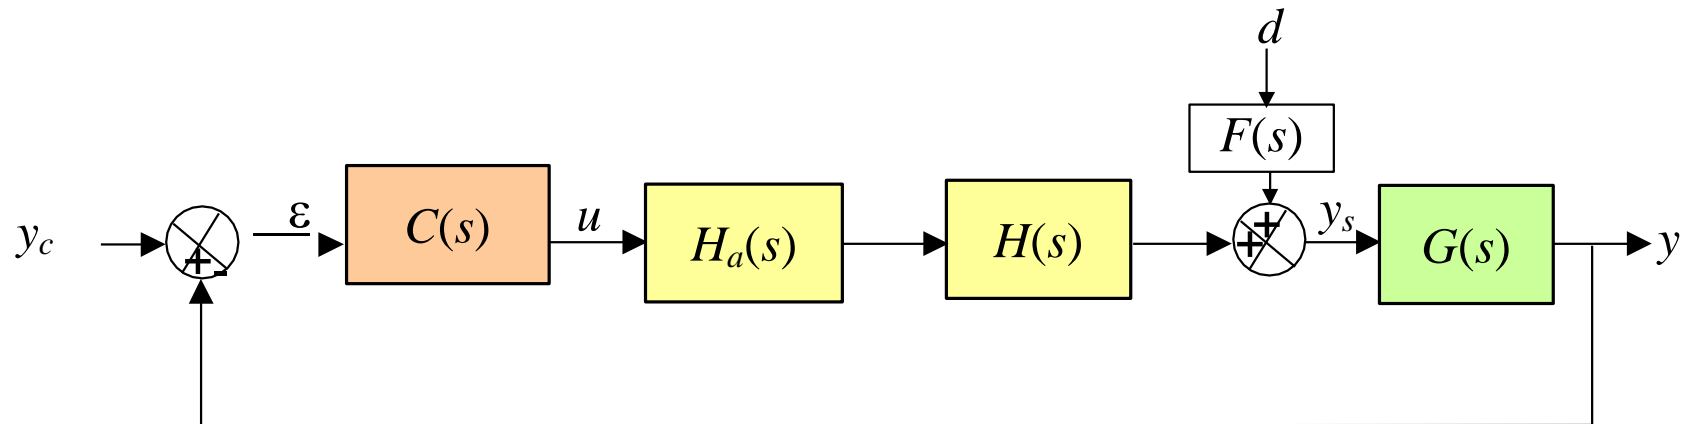 d
F(s)
y_c + - ε C(s) u H_a(s) H(s) + + y_s G(s) y